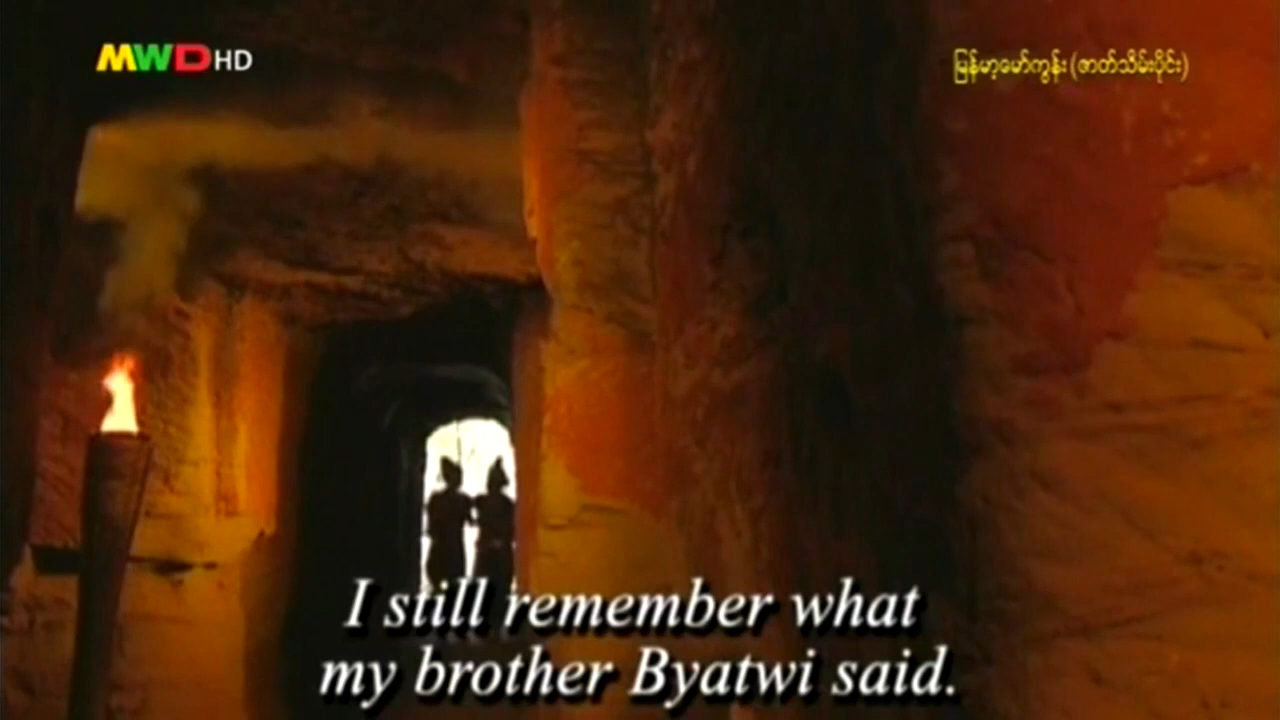 MWD HD
မြန်မာ့မော်ကွန်း (ဇာတ်သိမ်းပိုင်း)
I still remember what
my brother Byatwi said.